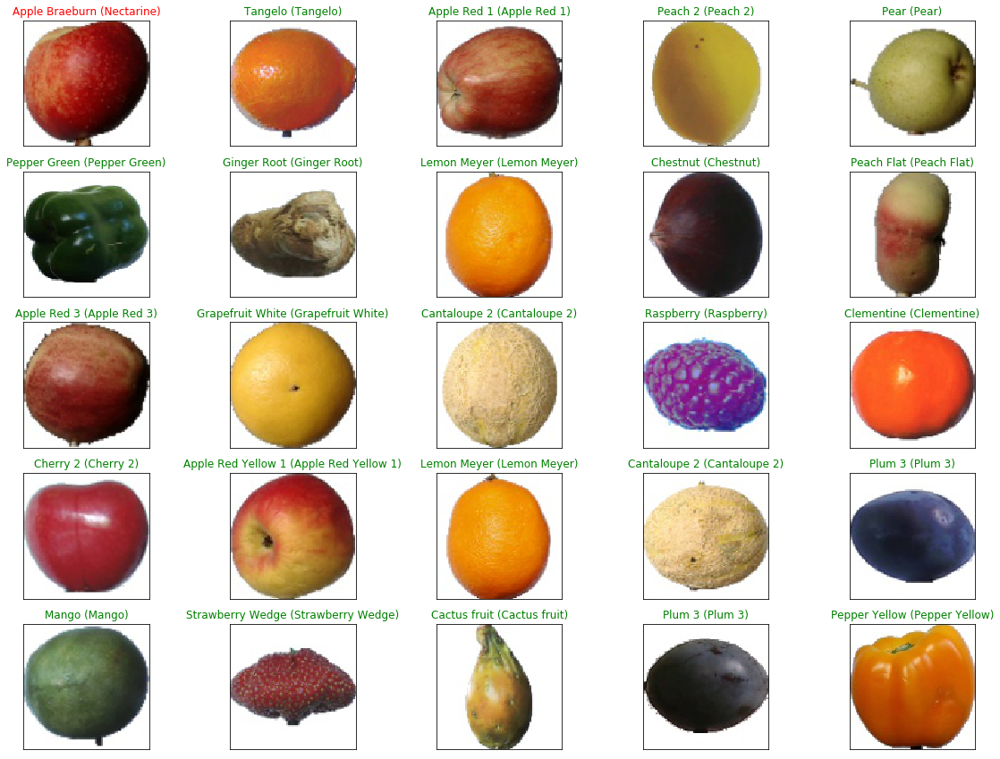 Apple Braeburn (Nectarine)
Tangelo (Tangelo)
Apple Red 1 (Apple Red 1)
Peach 2 (Peach 2)
Pear (Pear)
Pepper Green (Pepper Green)
Ginger Root (Ginger Root)
Lemon Meyer (Lemon Meyer)
Chestnut (Chestnut)
Peach Flat (Peach Flat)
Apple Red 3 (Apple Red 3)
Grapefruit White (Grapefruit White)
Cantaloupe 2 (Cantaloupe 2)
Raspberry (Raspberry)
Clementine (Clementine)
Cherry 2 (Cherry 2)
Apple Red Yellow 1 (Apple Red Yellow 1)
Lemon Meyer (Lemon Meyer)
Cantaloupe 2 (Cantaloupe 2)
Plum 3 (Plum 3)
Mango (Mango)
Strawberry Wedge (Strawberry Wedge)
Cactus fruit (Cactus fruit)
Plum 3 (Plum 3)
Pepper Yellow (Pepper Yellow)